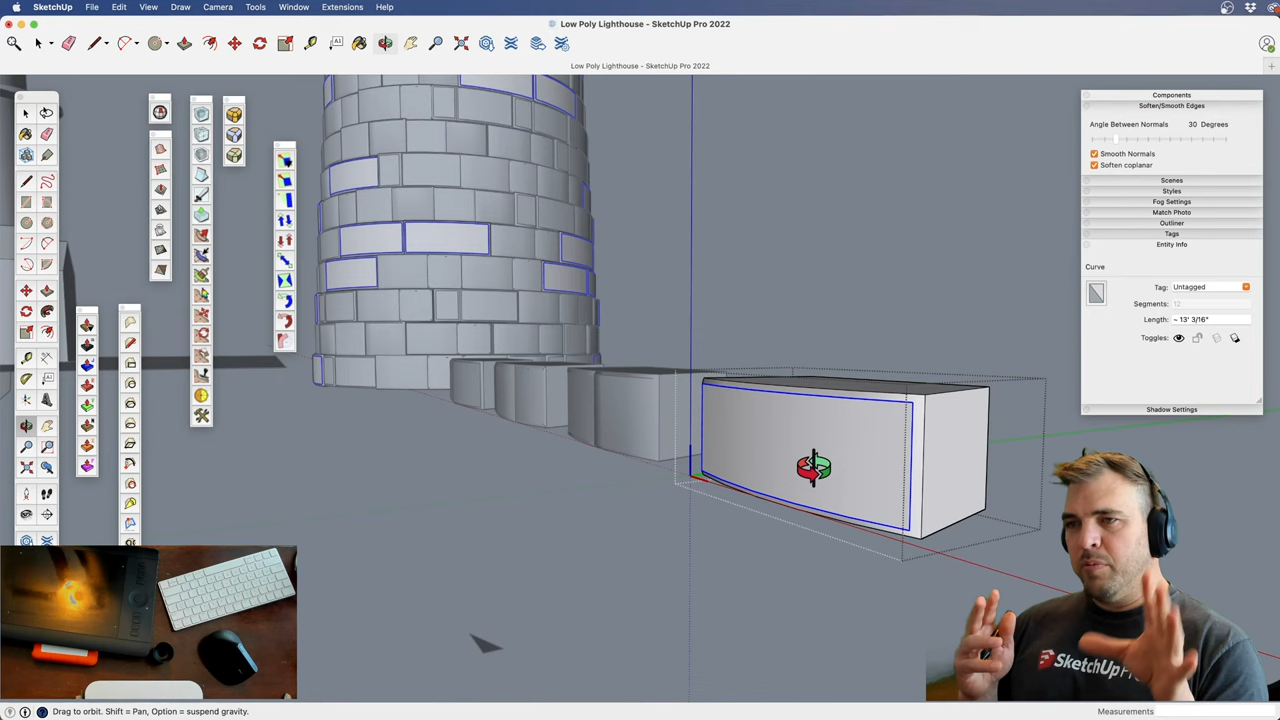 SketchUp File Edit View Draw Camera Tools Window Extensions Help
Low Poly Lighthouse - SketchUp Pro 2022
Low Poly Lighthouse - SketchUp Pro 2022
Components
Soften/Smooth Edges
Angle Between Normals 30 Degrees
Smooth Normals
Soften coplanar
Scenes
Styles
Fog Settings
Match Photo
Outliner
Tags
Entity Info
Curve
Tag: Untagged
Segments: 12
Length: ~ 13' 3/16"
Toggles:
Shadow Settings
SketchUp Pr
Drag to orbit. Shift = Pan, Option = suspend gravity.
Measurements